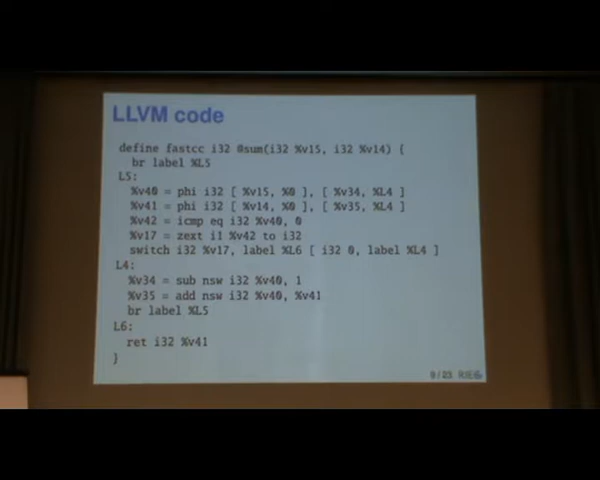 LLVM code
define fastcc i32 @sum(i32 %v15, i32 %v14) {
br label %L5
L5:
%v40 = phi i32 [ %v15, %0 ], [ %v34, %L4 ]
%v41 = phi i32 [ %v14, %0 ], [ %v35, %L4 ]
%v42 = icmp eq i32 %v40, 0
%v17 = zext i1 %v42 to i32
switch i32 %v17, label %L6 [ i32 0, label %L4 ]
L4:
%v34 = sub nsw i32 %v40, 1
%v35 = add nsw i32 %v40, %v41
br label %L5
L6:
ret i32 %v41
}
9 / 23